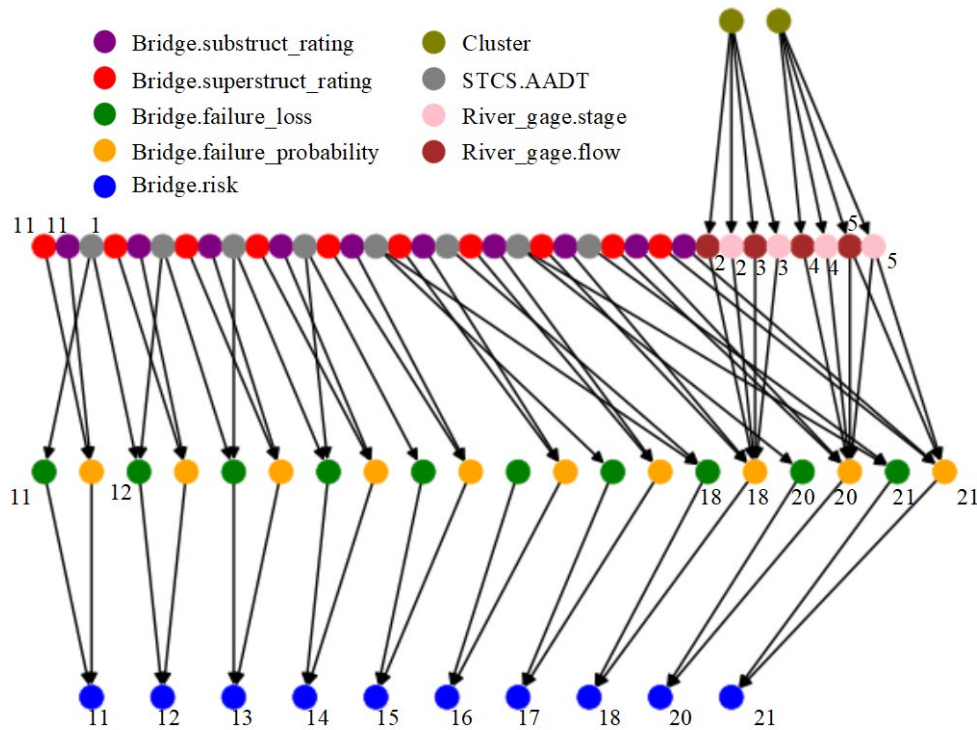 Bridge.substruct_rating
Cluster
Bridge.superstruct_rating
STCS.AADT
Bridge.failure_loss
River_gage.stage
Bridge.failure_probability
River_gage.flow
Bridge.risk
11 11 1 5
2 2 3 3 4 4 5
11 12 18 18 20 20 21 21
11 12 13 14 15 16 17 18 20 21